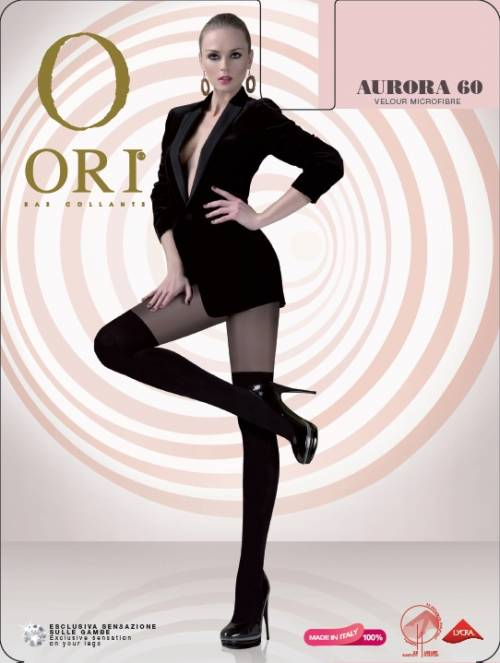 O
ORI®
BAS COLLANTS
AURORA 60
VELOUR MICROFIBRE
ESCLUSIVA SENSAZIONE
SULLE GAMBE
Exclusive sensation
on your legs
MADE IN ITALY 100%
LYCRA